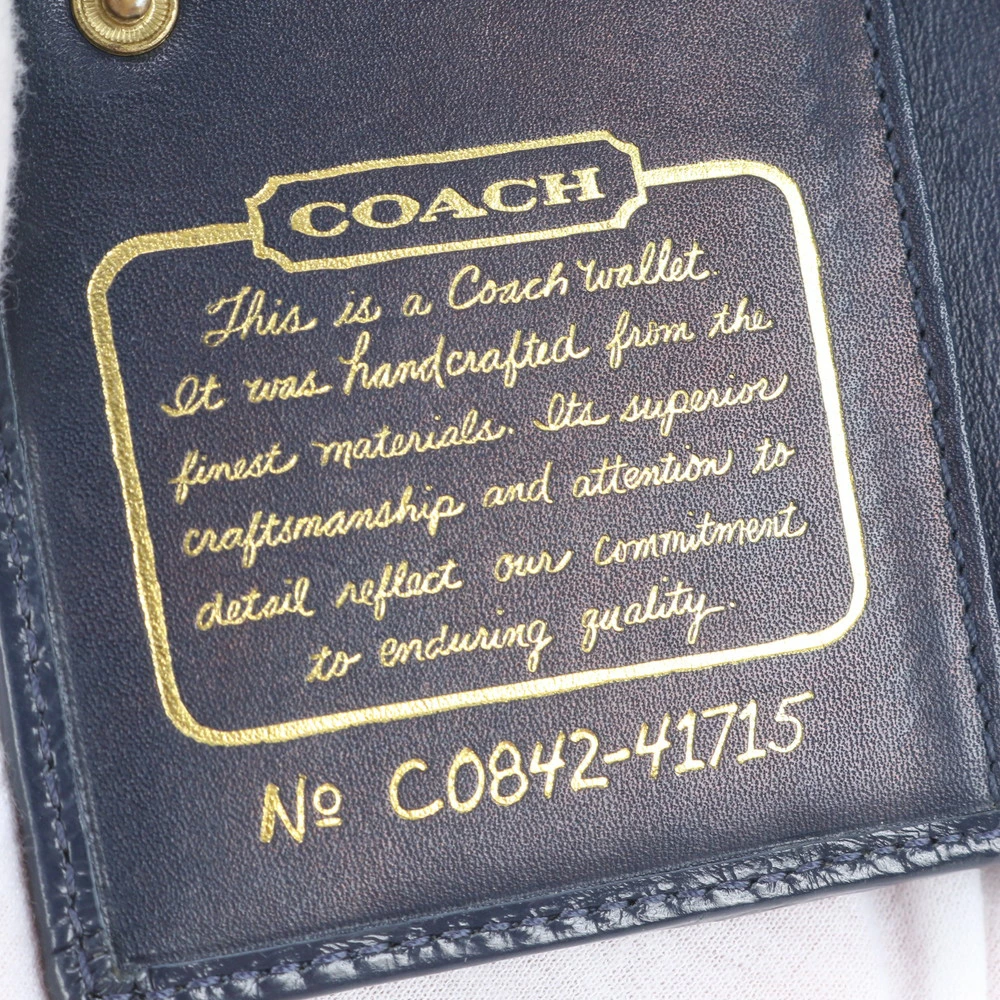 COACH
This is a Coach wallet.
It was handcrafted from the
finest materials. Its superior
craftsmanship and attention to
detail reflect our commitment
to enduring quality.
Nº C0842-41715